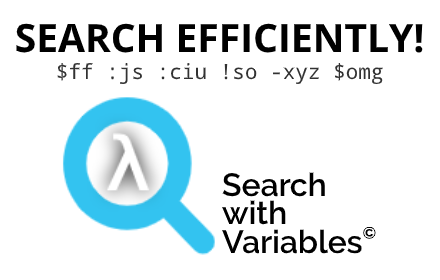 SEARCH EFFICIENTLY!
$ff :js :ciu !so -xyz $omg
λ
Search
with
Variables©